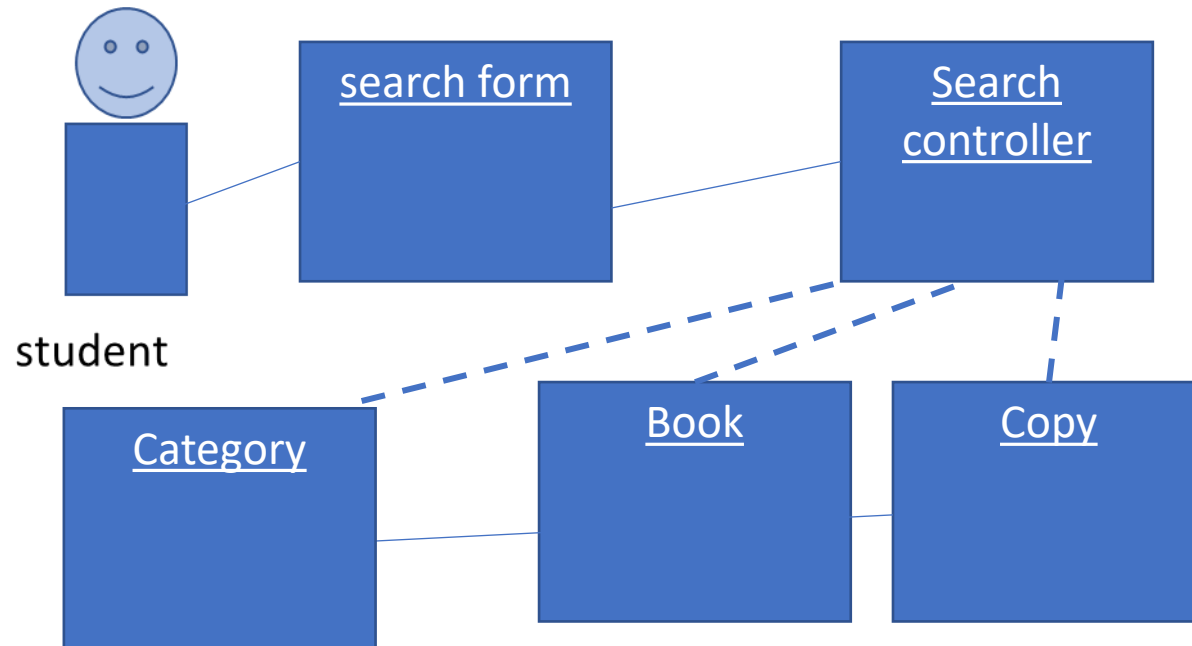 search form
Search
controller
student
Category
Book
Copy